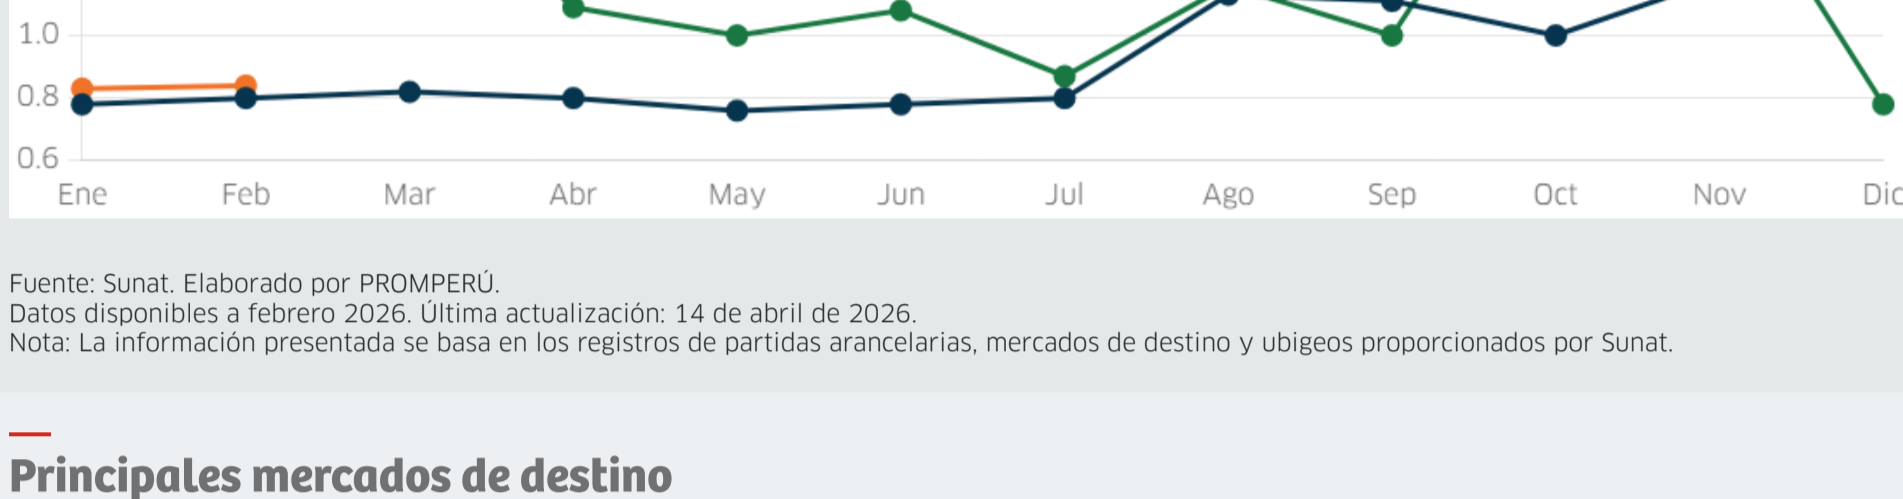 1.0
0.8
0.6
Ene Feb Mar Abr May Jun Jul Ago Sep Oct Nov Dic
Fuente: Sunat. Elaborado por PROMPERÚ.
Datos disponibles a febrero 2026. Última actualización: 14 de abril de 2026.
Nota: La información presentada se basa en los registros de partidas arancelarias, mercados de destino y ubigeos proporcionados por Sunat.
Principales mercados de destino